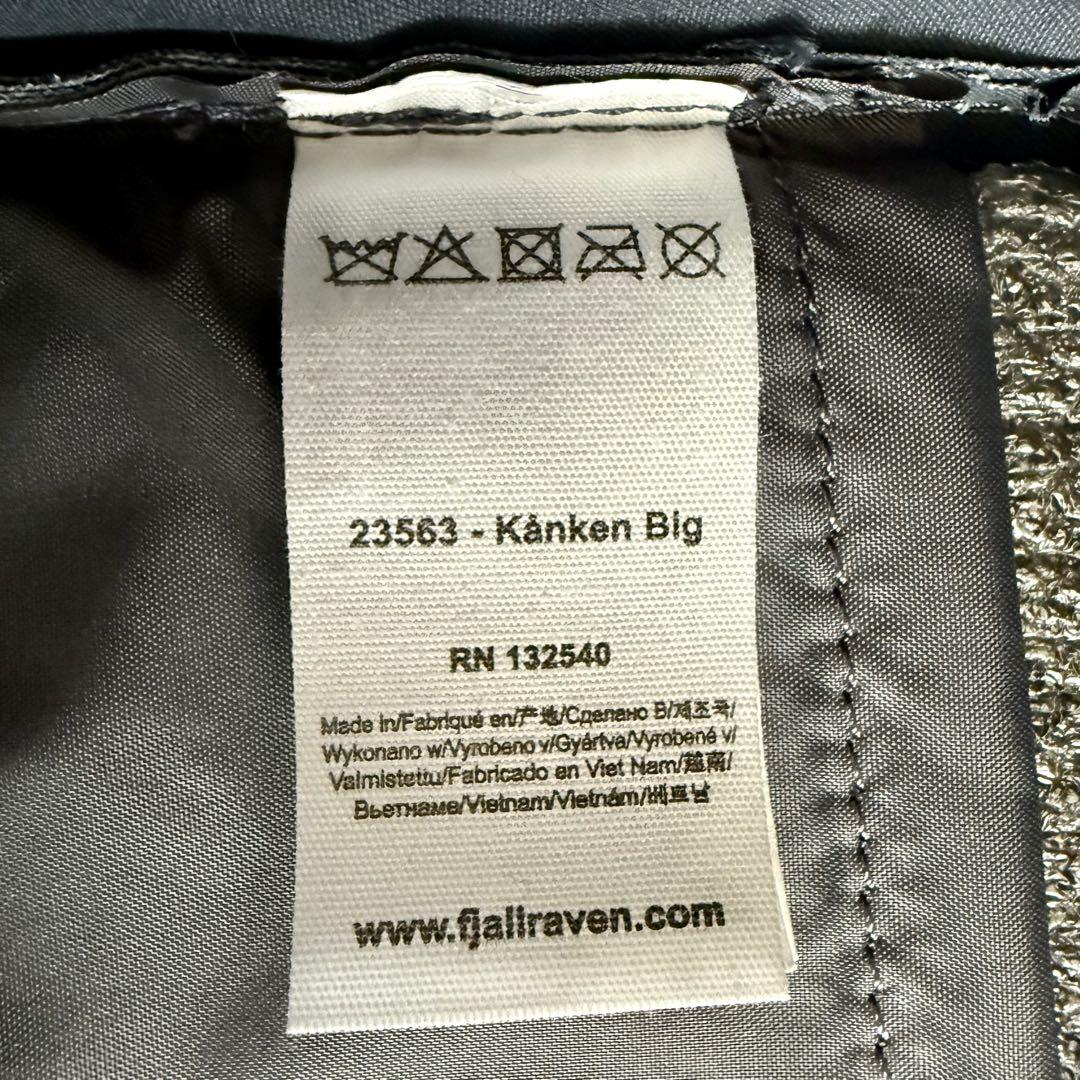 23563 - Kånken Big
RN 132540
Made in/Fabriqué en/产地/Сделано В/제조국/
Wykonano w/Vyrobeno v/Gyártva/Vyrobené v/
Valmistettu/Fabricado en Viet Nam/越南/
Вьетнаме/Vietnam/Vietnám/베트남
www.fjallraven.com